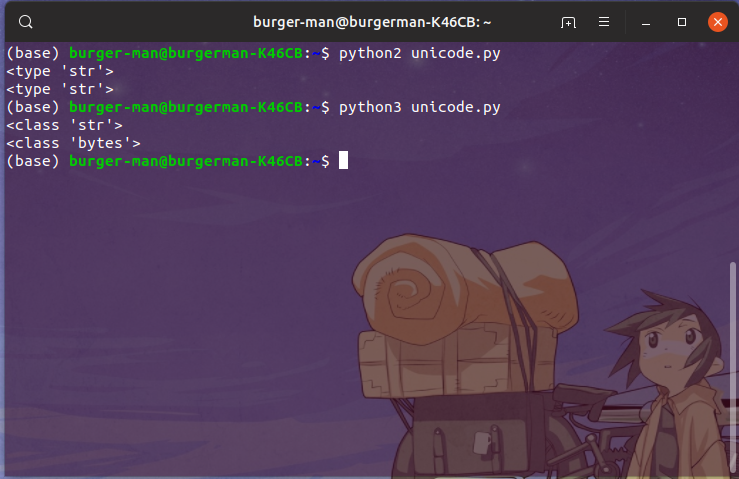 burger-man@burgerman-K46CB: ~
(base) burger-man@burgerman-K46CB:~$ python2 unicode.py
<type 'str'>
<type 'str'>
(base) burger-man@burgerman-K46CB:~$ python3 unicode.py
<class 'str'>
<class 'bytes'>
(base) burger-man@burgerman-K46CB:~$